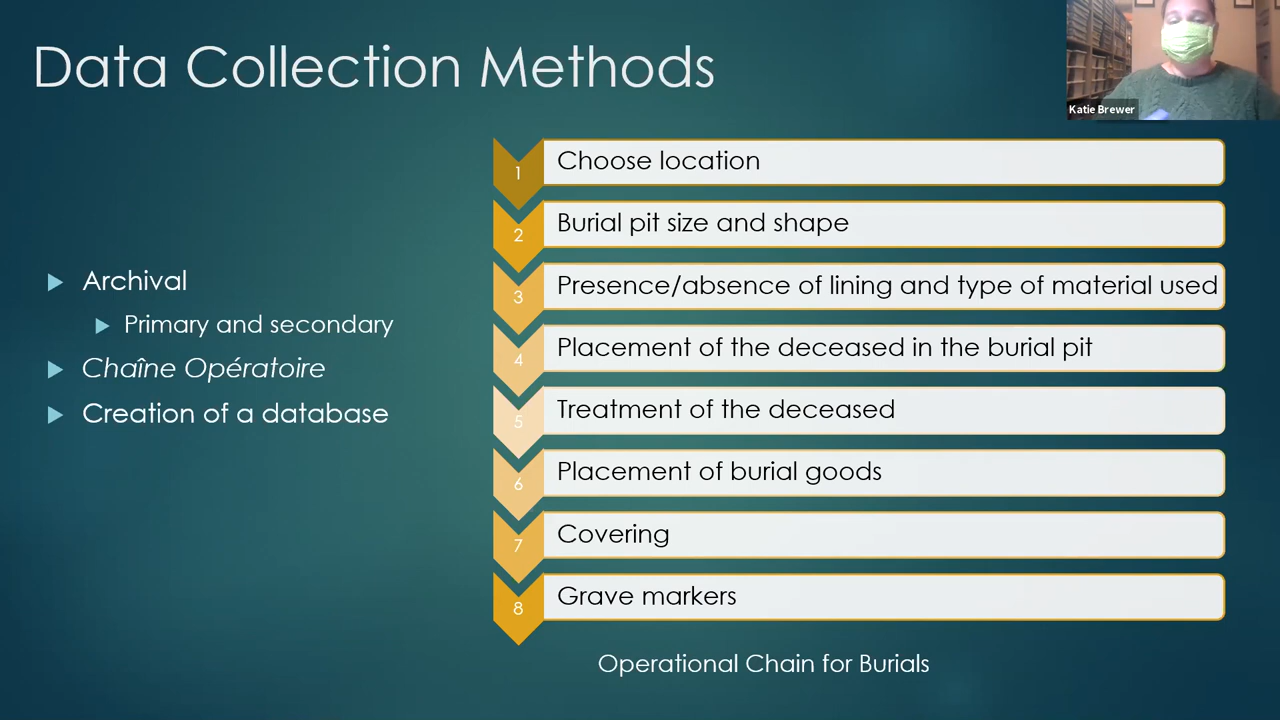 Data Collection Methods
Katie Brewer
Archival
Primary and secondary
Chaîne Opératoire
Creation of a database
1 Choose location
2 Burial pit size and shape
3 Presence/absence of lining and type of material used
4 Placement of the deceased in the burial pit
5 Treatment of the deceased
6 Placement of burial goods
7 Covering
8 Grave markers
Operational Chain for Burials